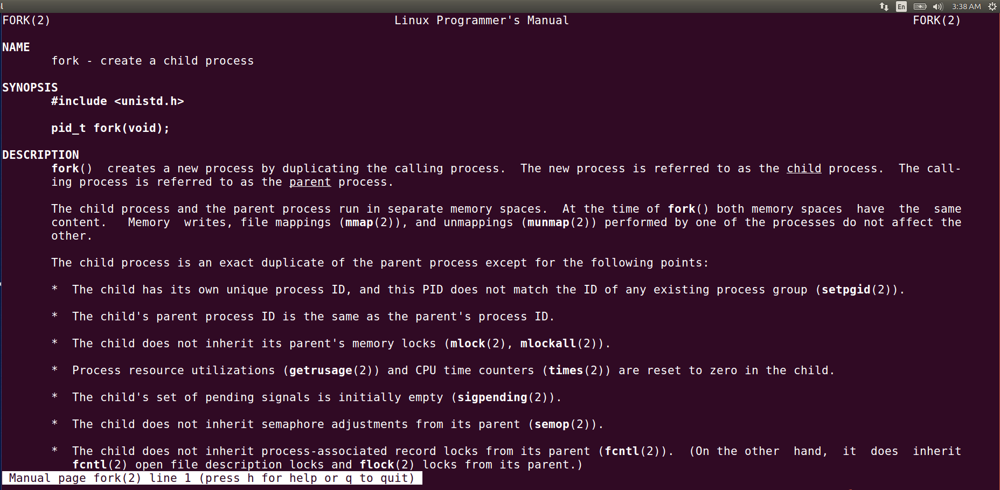 En 3:38 AM
FORK(2) Linux Programmer's Manual FORK(2)
NAME
fork - create a child process
SYNOPSIS
#include <unistd.h>
pid_t fork(void);
DESCRIPTION
fork()  creates a new process by duplicating the calling process.  The new process is referred to as the child process.  The call-
ing process is referred to as the parent process.
The child process and the parent process run in separate memory spaces.  At the time of fork() both memory spaces  have  the  same
content.   Memory  writes, file mappings (mmap(2)), and unmappings (munmap(2)) performed by one of the processes do not affect the
other.
The child process is an exact duplicate of the parent process except for the following points:
*  The child has its own unique process ID, and this PID does not match the ID of any existing process group (setpgid(2)).
*  The child's parent process ID is the same as the parent's process ID.
*  The child does not inherit its parent's memory locks (mlock(2), mlockall(2)).
*  Process resource utilizations (getrusage(2)) and CPU time counters (times(2)) are reset to zero in the child.
*  The child's set of pending signals is initially empty (sigpending(2)).
*  The child does not inherit semaphore adjustments from its parent (semop(2)).
*  The child does not inherit process-associated record locks from its parent (fcntl(2)).  (On the other  hand,  it  does  inherit
fcntl(2) open file description locks and flock(2) locks from its parent.)
Manual page fork(2) line 1 (press h for help or q to quit)